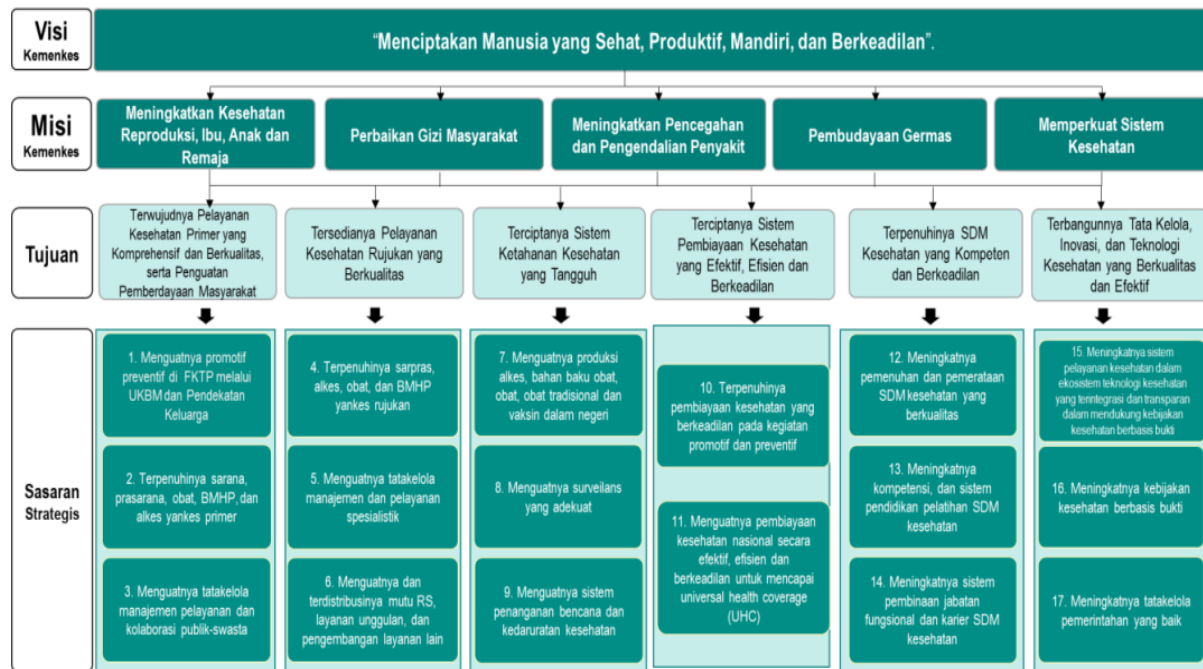 Visi
Kemenkes
“Menciptakan Manusia yang Sehat, Produktif, Mandiri, dan Berkeadilan”.
Misi
Kemenkes
Meningkatkan Kesehatan
Reproduksi, Ibu, Anak dan
Remaja
Perbaikan Gizi Masyarakat
Meningkatkan Pencegahan
dan Pengendalian Penyakit
Pembudayaan Germas
Memperkuat Sistem
Kesehatan
Tujuan
Terwujudnya Pelayanan
Kesehatan Primer yang
Komprehensif dan Berkualitas,
serta Penguatan
Pemberdayaan Masyarakat
Tersedianya Pelayanan
Kesehatan Rujukan yang
Berkualitas
Terciptanya Sistem
Ketahanan Kesehatan
yang Tangguh
Terciptanya Sistem
Pembiayaan Kesehatan
yang Efektif, Efisien dan
Berkeadilan
Terpenuhinya SDM
Kesehatan yang Kompeten
dan Berkeadilan
Terbangunnya Tata Kelola,
Inovasi, dan Teknologi
Kesehatan yang Berkualitas
dan Efektif
Sasaran
Strategis
1. Menguatnya promotif
preventif di FKTP melalui
UKBM dan Pendekatan
Keluarga
2. Terpenuhinya sarana,
prasarana, obat, BMHP, dan
alkes yankes primer
3. Menguatnya tatakelola
manajemen pelayanan dan
kolaborasi publik-swasta
4. Terpenuhinya sarpras,
alkes, obat, dan BMHP
yankes rujukan
5. Menguatnya tatakelola
manajemen dan pelayanan
spesialistik
6. Menguatnya dan
terdistribusinya mutu RS,
layanan unggulan, dan
pengembangan layanan lain
7. Menguatnya produksi
alkes, bahan baku obat,
obat, obat tradisional dan
vaksin dalam negeri
8. Menguatnya surveilans
yang adequat
9. Menguatnya sistem
penanganan bencana dan
kedaruratan kesehatan
10. Terpenuhinya
pembiayaan kesehatan yang
berkeadilan pada kegiatan
promotif dan preventif
11. Menguatnya pembiayaan
kesehatan nasional secara
efektif, efisien dan
berkeadilan untuk mencapai
universal health coverage
(UHC)
12. Meningkatnya
pemenuhan dan pemerataan
SDM kesehatan yang
berkualitas
13. Meningkatnya
kompetensi, dan sistem
pendidikan pelatihan SDM
kesehatan
14. Meningkatnya sistem
pembinaan jabatan
fungsional dan karier SDM
kesehatan
15. Meningkatnya sistem
pelayanan kesehatan dalam
ekosistem teknologi kesehatan
yang terintegrasi dan transparan
dalam mendukung kebijakan
kesehatan berbasis bukti
16. Meningkatnya kebijakan
kesehatan berbasis bukti
17. Meningkatnya tatakelola
pemerintahan yang baik